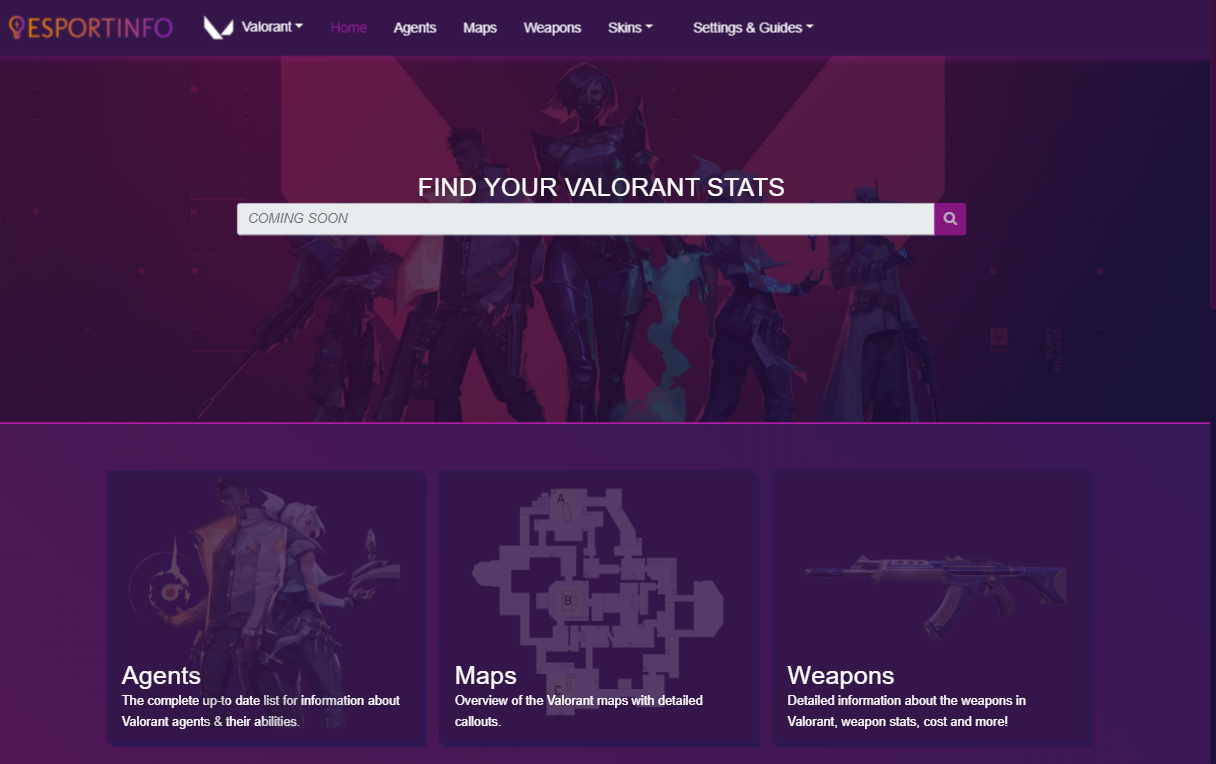 ESPORTINFO
Valorant
Home
Agents
Maps
Weapons
Skins
Settings & Guides
FIND YOUR VALORANT STATS
COMING SOON
A
B
C
Agents
The complete up-to date list for information about
Valorant agents & their abilities.
Maps
Overview of the Valorant maps with detailed
callouts.
Weapons
Detailed information about the weapons in
Valorant, weapon stats, cost and more!